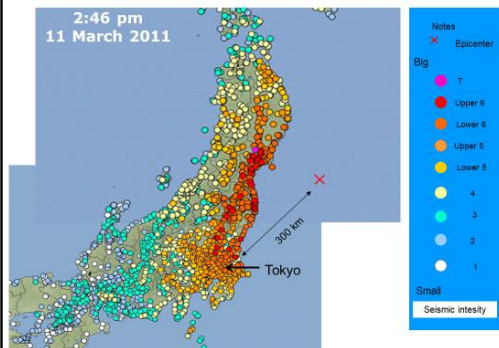 2:46 pm
11 March 2011
300 km
Tokyo
Notes
Epicenter
Big
7
Upper 6
Lower 6
Upper 5
Lower 5
4
3
2
1
Small
Seismic intesity